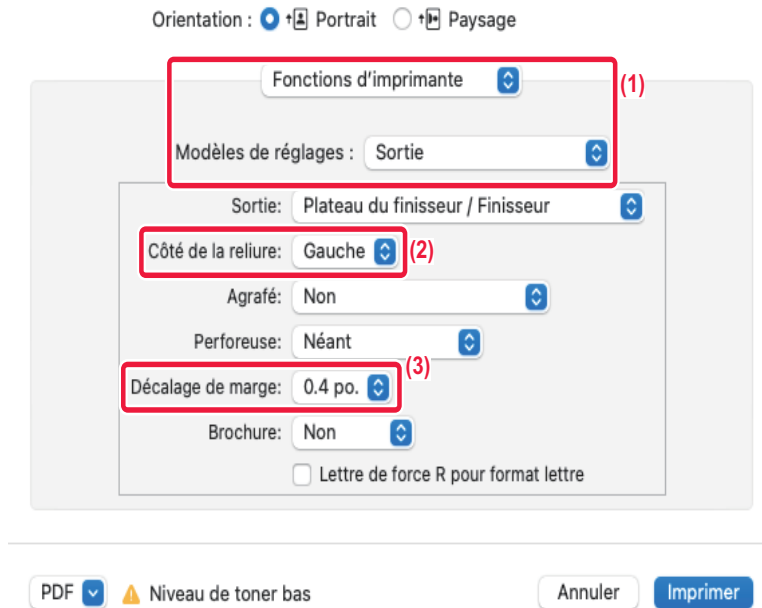 Orientation : Portrait Paysage
Fonctions d'imprimante
(1)
Modèles de réglages : Sortie
Sortie: Plateau du finisseur / Finisseur
Côté de la reliure: Gauche (2)
Agrafé: Non
Perforeuse: Néant
(3)
Décalage de marge: 0.4 po.
Brochure: Non
Lettre de force R pour format lettre
PDF Niveau de toner bas Annuler Imprimer